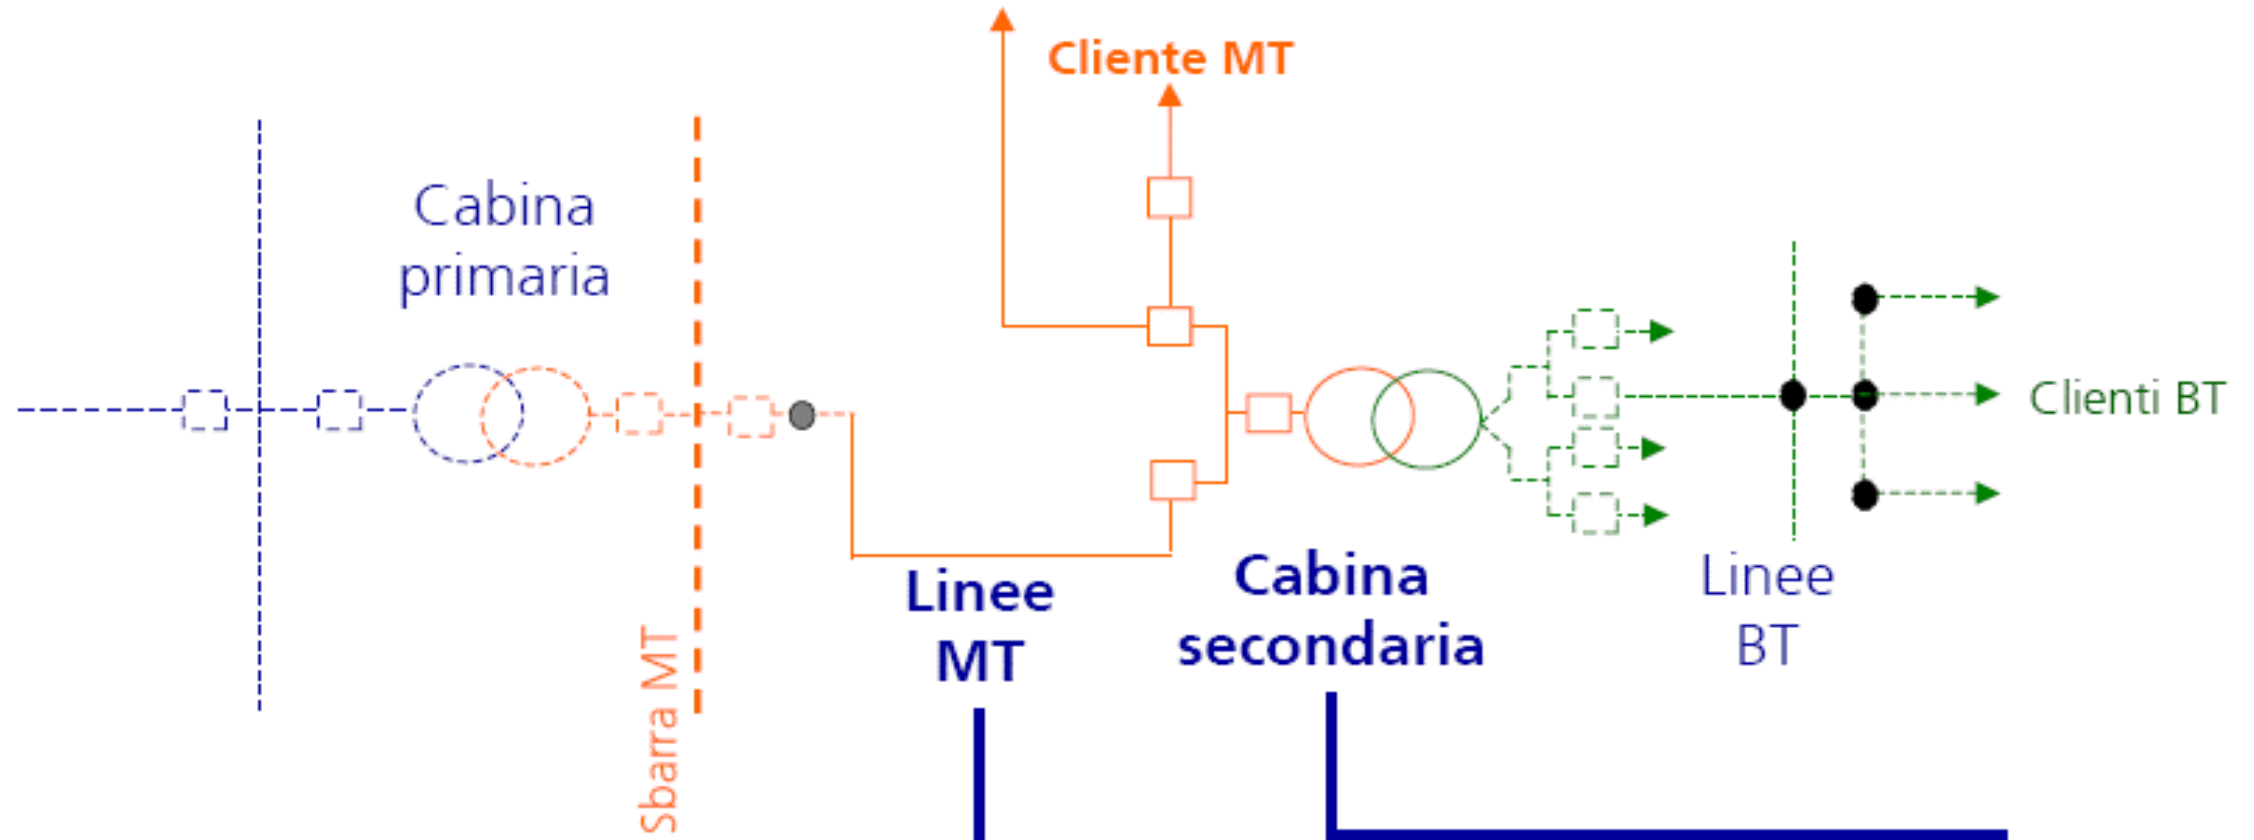 Cliente MT
Cabina
primaria
Clienti BT
Linee
MT
Cabina
secondaria
Linee
BT
Sbarra MT